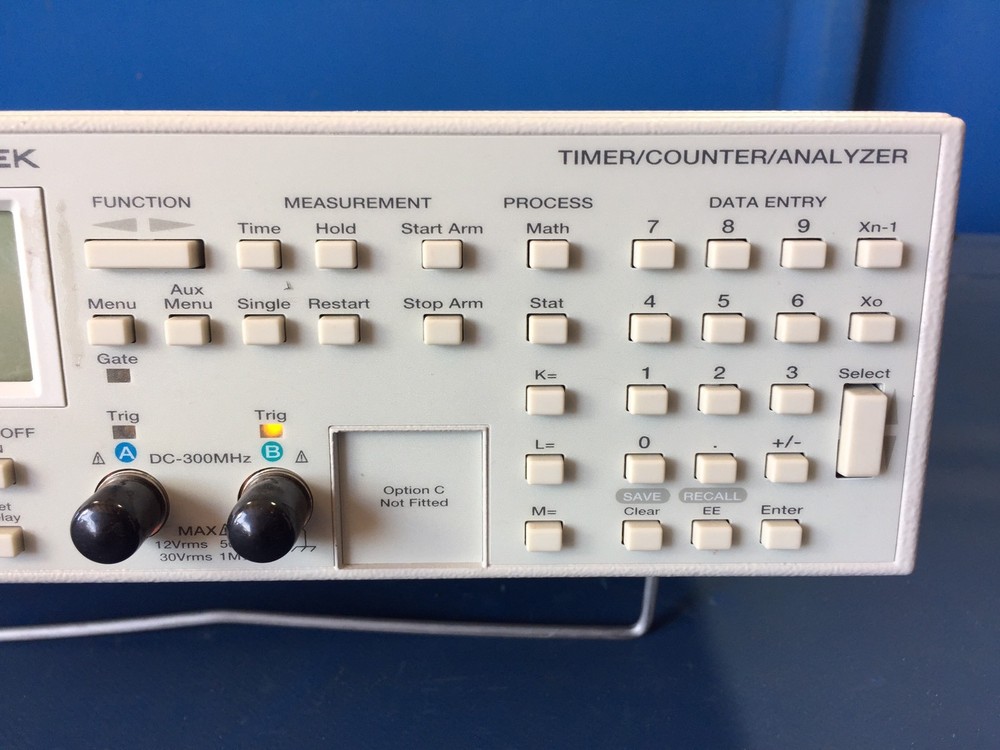 EK
TIMER/COUNTER/ANALYZER
FUNCTION MEASUREMENT PROCESS DATA ENTRY
Time Hold Start Arm Math 7 8 9 Xn-1
Menu Aux Menu Single Restart Stop Arm Stat 4 5 6 Xo
Gate K= 1 2 3 Select
Trig Trig
OFF
A DC-300MHz B
L= 0 . +/-
Option C
Not Fitted
SAVE RECALL
M= Clear EE Enter
MAX
12Vrms
30Vrms